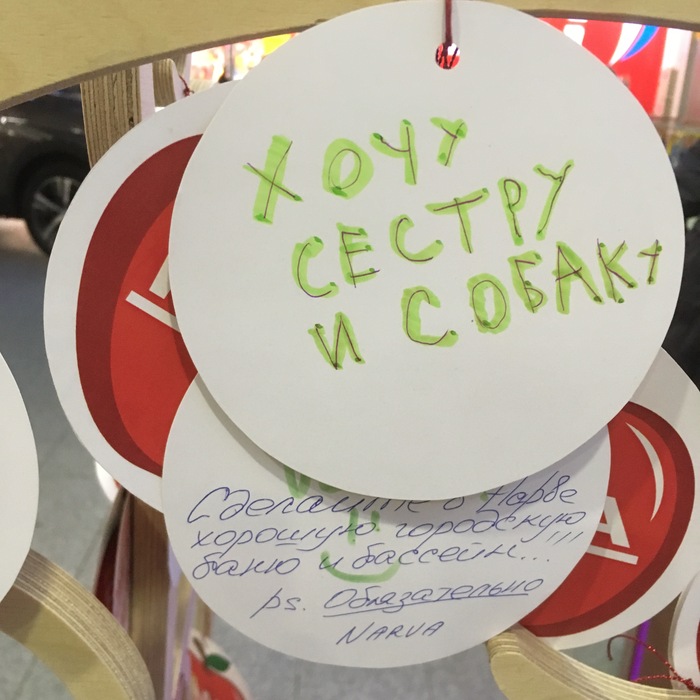 ХОЧУ
СЕСТРУ
И СОБАКУ
Сделайте в Нарве
хорошую городскую
баню и бассейн...!!!
ps. Обязательно
NARVA